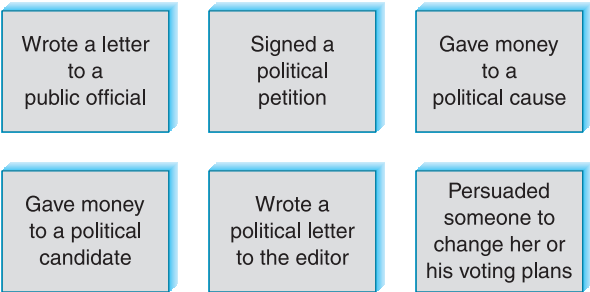 Wrote a letter
to a
public official
Signed a
political
petition
Gave money
to a
political cause
Gave money
to a political
candidate
Wrote a
political letter
to the editor
Persuaded
someone to
change her or
his voting plans